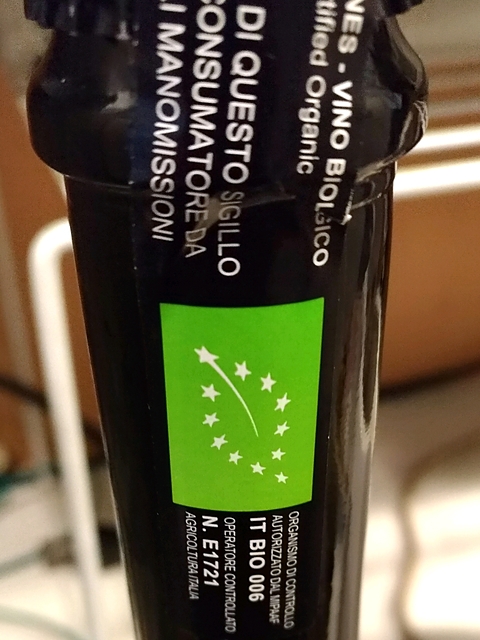 NES - VINO BIOLOGICO
tified Organic
DI QUESTO SIGILLO
CONSUMATORE DA
I MANOMISSIONI
ORGANISMO DI CONTROLLO
AUTORIZZATO DAL MIPAAF
IT BIO 006
OPERATORE CONTROLLATO
N. E1721
AGRICOLTURA ITALIA